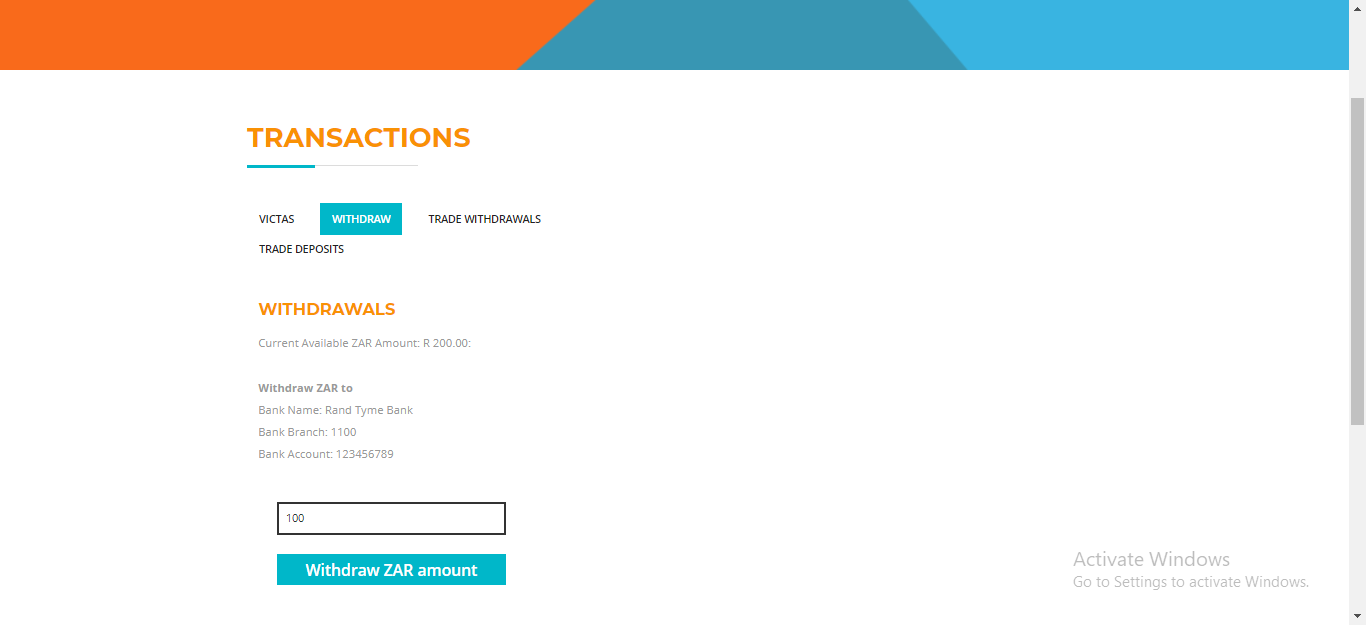 TRANSACTIONS
VICTAS WITHDRAW TRADE WITHDRAWALS
TRADE DEPOSITS
WITHDRAWALS
Current Available ZAR Amount: R 200.00:
Withdraw ZAR to
Bank Name: Rand Tyme Bank
Bank Branch: 1100
Bank Account: 123456789
100
Withdraw ZAR amount
Activate Windows
Go to Settings to activate Windows.